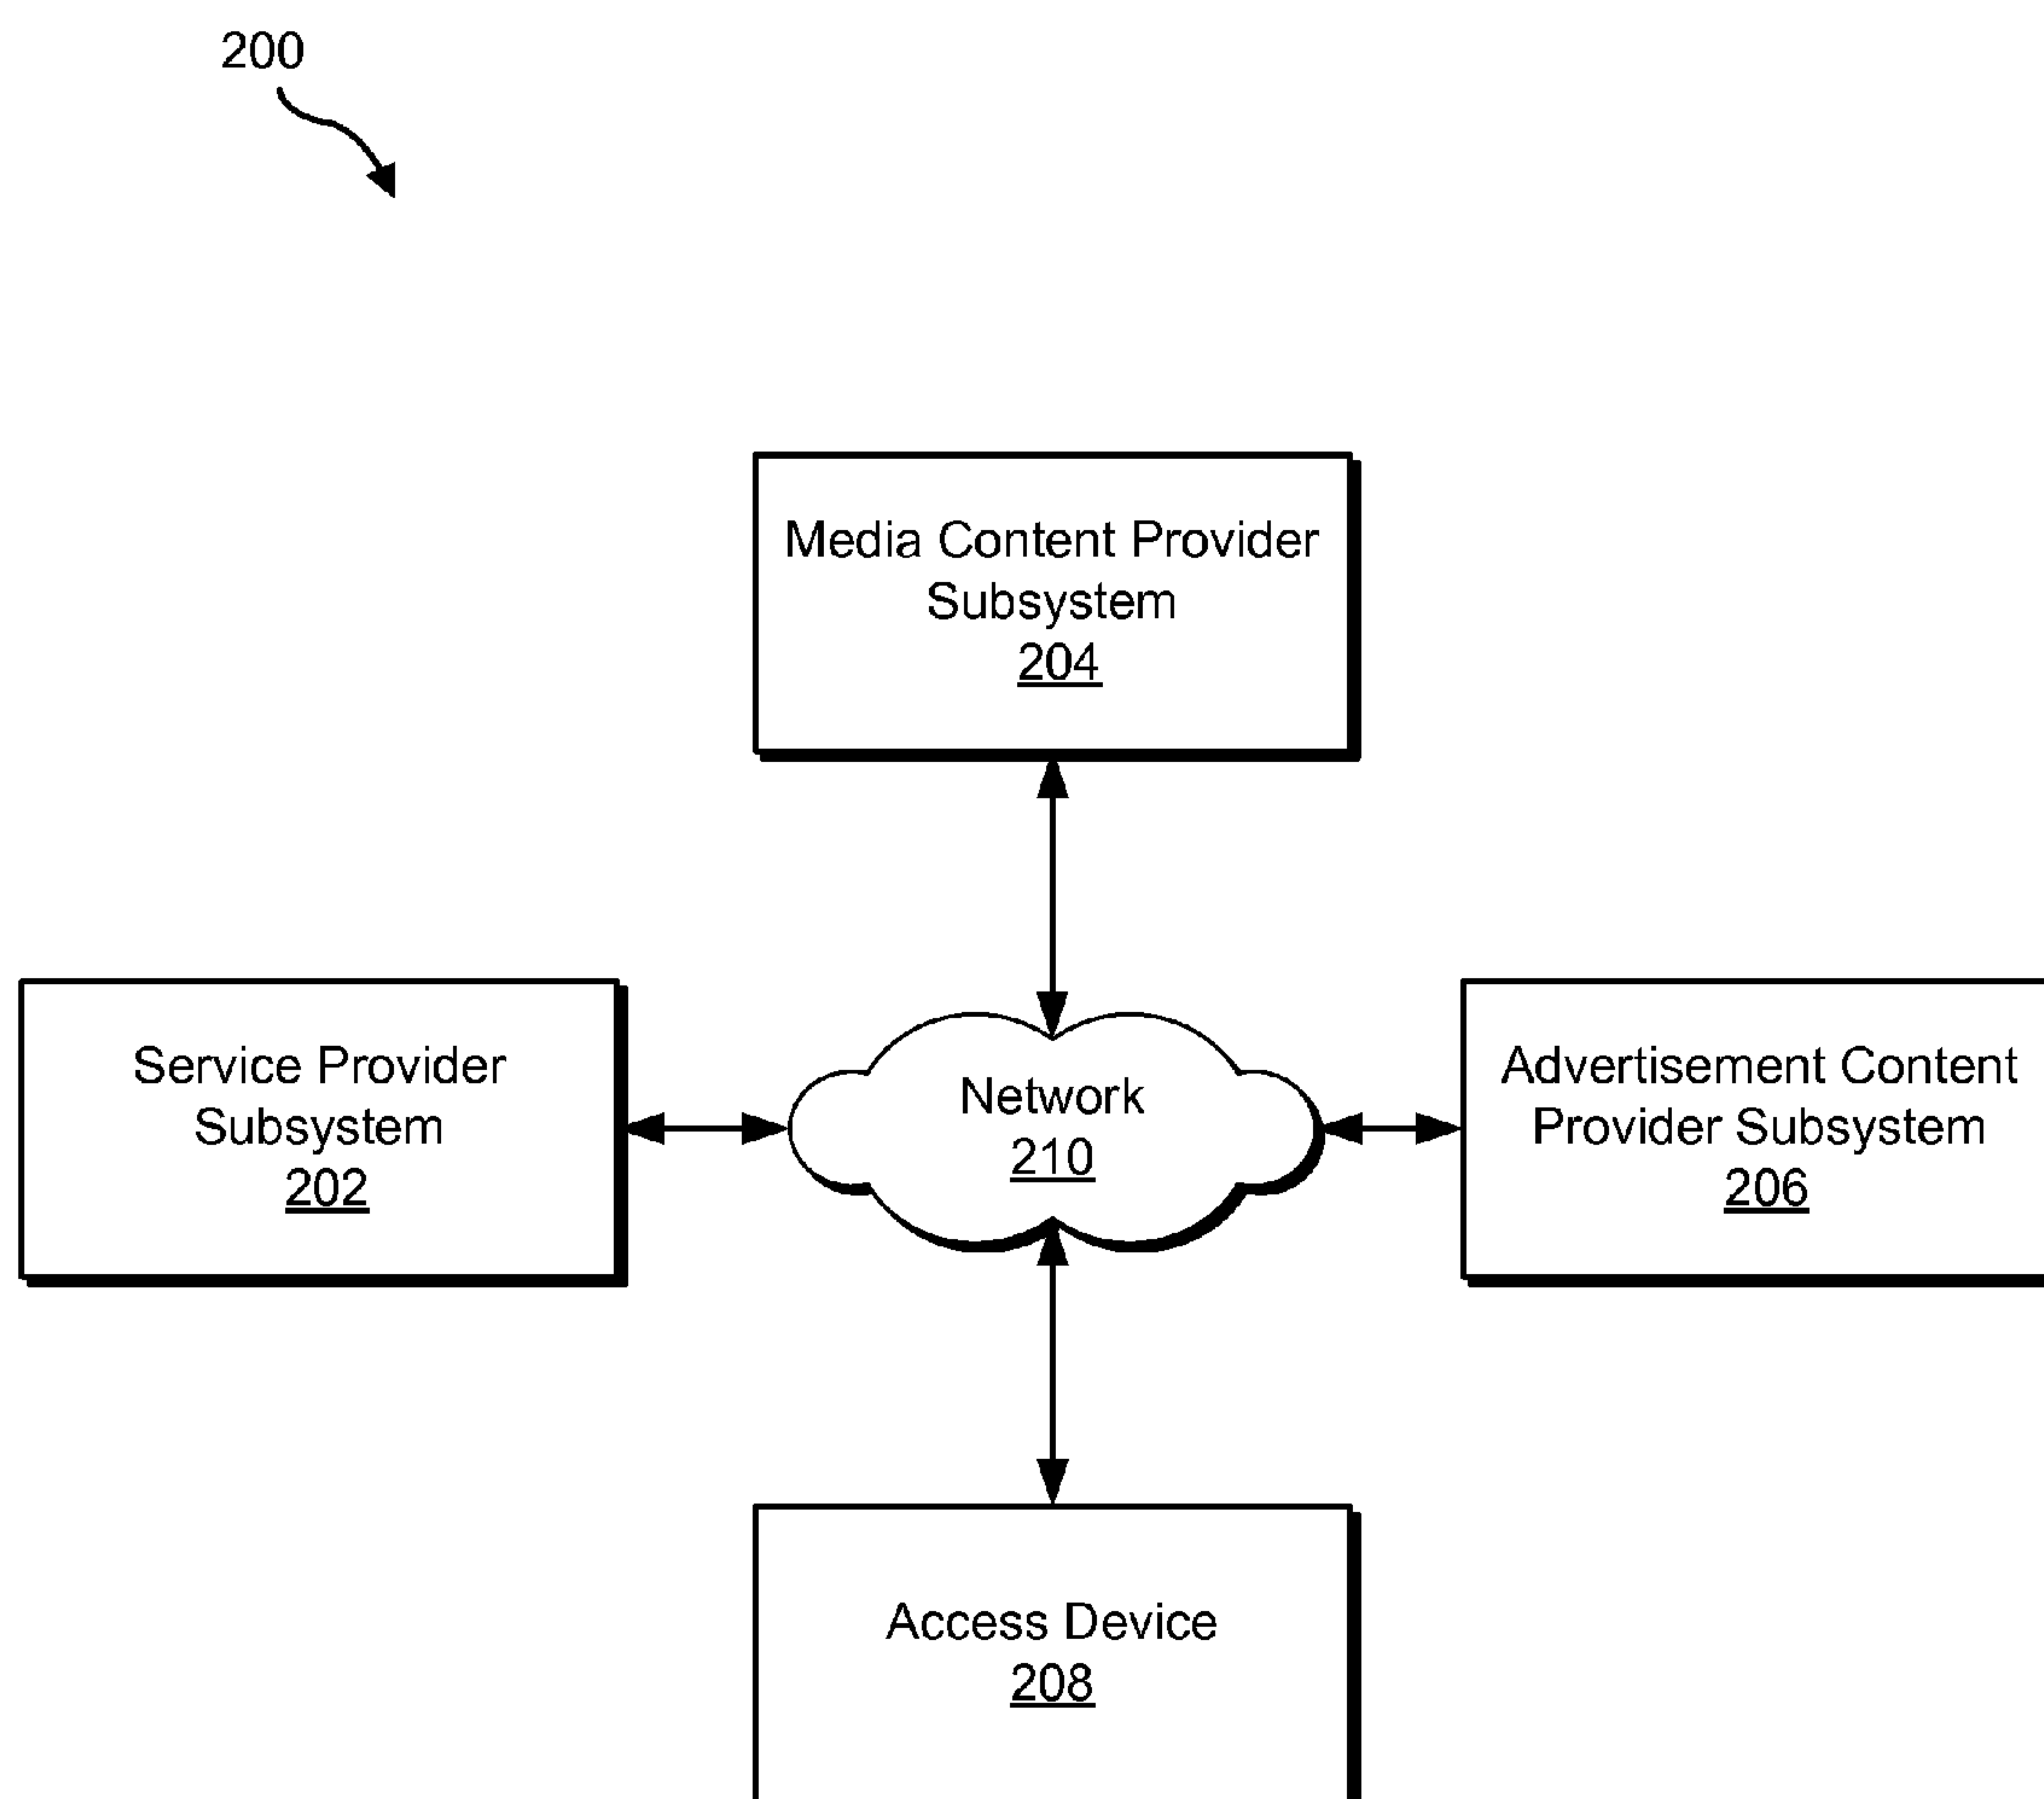 200
Media Content Provider
Subsystem
204
Service Provider
Subsystem
202
Network
210
Advertisement Content
Provider Subsystem
206
Access Device
208